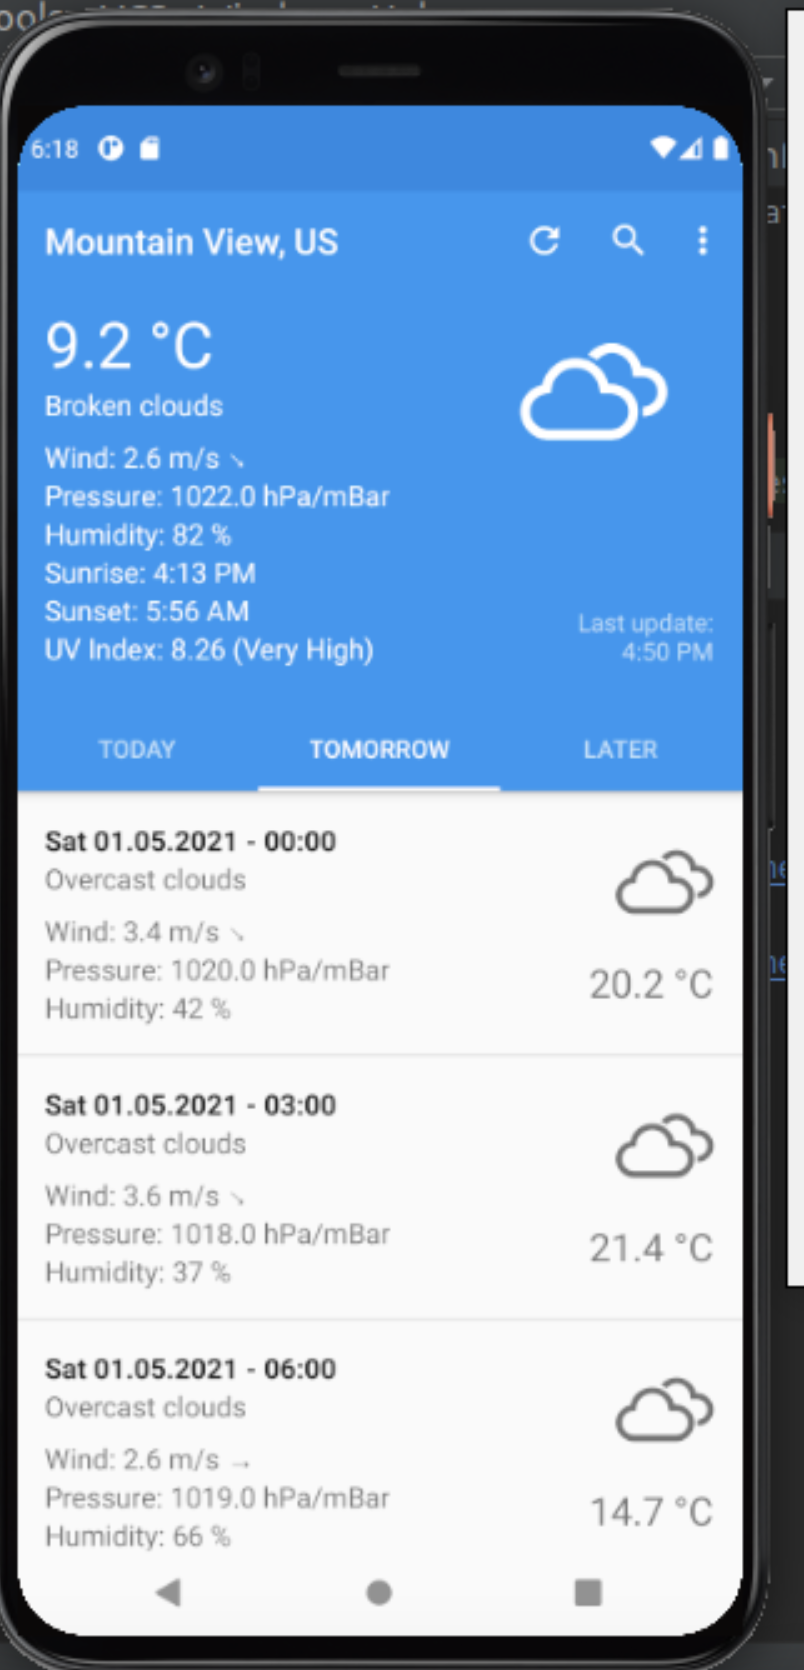 6:18
Mountain View, US
9.2 °C
Broken clouds
Wind: 2.6 m/s ↘
Pressure: 1022.0 hPa/mBar
Humidity: 82 %
Sunrise: 4:13 PM
Sunset: 5:56 AM
UV Index: 8.26 (Very High)
Last update:
4:50 PM
TODAY TOMORROW LATER
Sat 01.05.2021 - 00:00
Overcast clouds
Wind: 3.4 m/s ↘
Pressure: 1020.0 hPa/mBar
Humidity: 42 %
20.2 °C
Sat 01.05.2021 - 03:00
Overcast clouds
Wind: 3.6 m/s ↘
Pressure: 1018.0 hPa/mBar
Humidity: 37 %
21.4 °C
Sat 01.05.2021 - 06:00
Overcast clouds
Wind: 2.6 m/s →
Pressure: 1019.0 hPa/mBar
Humidity: 66 %
14.7 °C